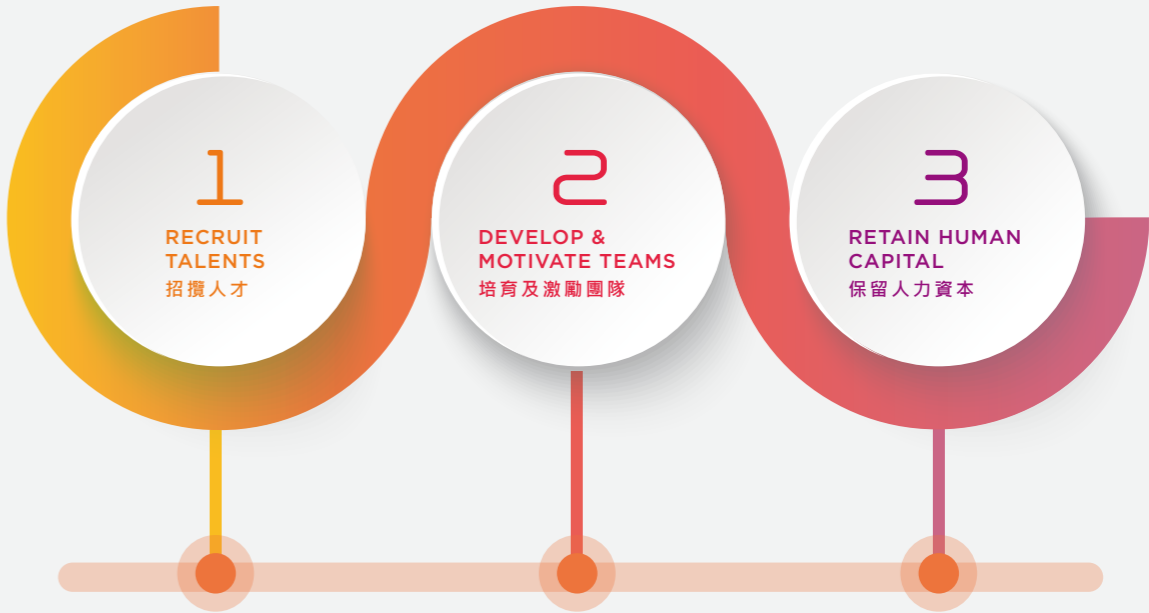 1
RECRUIT
TALENTS
招攬人才
2
DEVELOP &
MOTIVATE TEAMS
培育及激勵團隊
3
RETAIN HUMAN
CAPITAL
保留人力資本